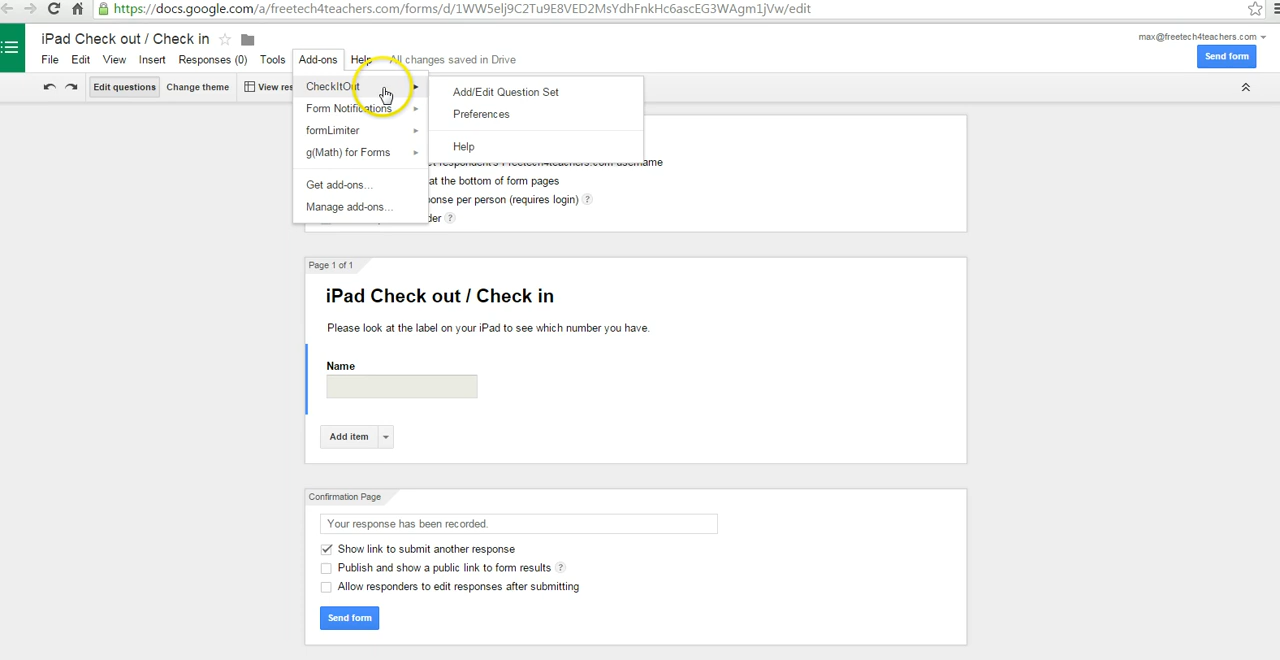 https://docs.google.com/a/freetech4teachers.com/forms/d/1WW5elj9C2Tu9E8VED2MsYdhFnkHc6ascEG3WAgm1jVw/edit
iPad Check out / Check in
max@freetech4teachers.com
File Edit View Insert Responses (0) Tools Add-ons Help All changes saved in Drive
Send form
Edit questions Change theme View res
CheckItOut
Form Notifications
formLimiter
g(Math) for Forms
Get add-ons...
Manage add-ons...
Add/Edit Question Set
Preferences
Help
respondent's Freetech4teachers.com username
at the bottom of form pages
onse per person (requires login) ?
der ?
Page 1 of 1
iPad Check out / Check in
Please look at the label on your iPad to see which number you have.
Name
Add item
Confirmation Page
Your response has been recorded.
Show link to submit another response
Publish and show a public link to form results ?
Allow responders to edit responses after submitting
Send form